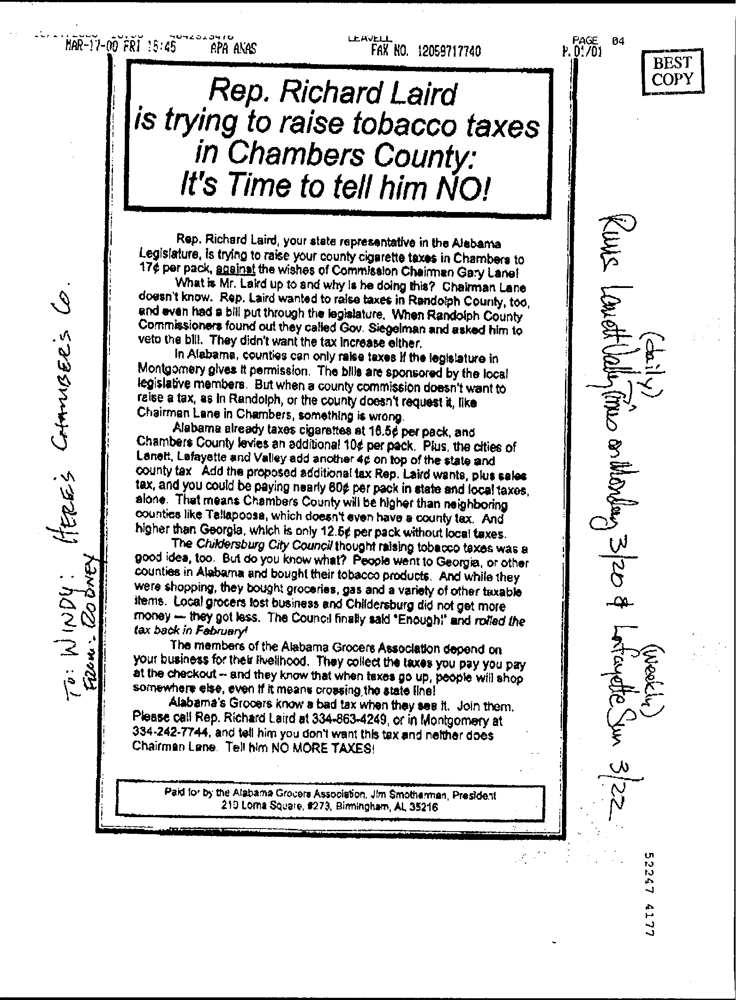 MAR-17-00 FRI 15:45 APA ANAS
LEAVELL
FAX NO. 12059717740
PAGE 04
P. 01/01
BEST
COPY
Rep. Richard Laird
is trying to raise tobacco taxes
in Chambers County:
It's Time to tell him NO!
Rep. Richard Laird, your state representative in the Alabama
Legislature, is trying to raise your county cigarette taxes in Chambers to
17¢ per pack, against the wishes of Commission Chairman Gary Lane!
What is Mr. Laird up to and why is he doing this? Chairman Lane
doesn't know. Rep. Laird wanted to raise taxes in Randolph County, too,
and even had a bill put through the legislature. When Randolph County
Commissioners found out they called Gov. Siegelman and asked him to
veto the bill. They didn't want the tax increase either.
In Alabama, counties can only raise taxes if the legislature in
Montgomery gives it permission. The bills are sponsored by the local
legislative members. But when a county commission doesn't want to
raise a tax, as in Randolph, or the county doesn't request it, like
Chairman Lane in Chambers, something is wrong.
Alabama already taxes cigarettes at 16.5¢ per pack, and
Chambers County levies an additional 10¢ per pack. Plus, the cities of
Lanett, Lafayette and Valley add another 4¢ on top of the state and
county tax Add the proposed additional tax Rep. Laird wants, plus sales
tax, and you could be paying nearly 60¢ per pack in state and local taxes,
alone. That means Chambers County will be higher than neighboring
counties like Tallapoosa, which doesn't even have a county tax. And
higher than Georgia, which is only 12.5¢ per pack without local taxes.
The Childersburg City Council thought raising tobacco taxes was a
good idea, too. But do you know what? People went to Georgia, or other
counties in Alabama and bought their tobacco products. And while they
were shopping, they bought groceries, gas and a variety of other taxable
items. Local grocers lost business and Childersburg did not get more
money — they got less. The Council finally said "Enough!" and rolled the
tax back in February!
The members of the Alabama Grocers Association depend on
your business for their livelihood. They collect the taxes you pay you pay
at the checkout -- and they know that when taxes go up, people will shop
somewhere else, even if it means crossing the state line!
Alabama's Grocers know a bad tax when they see it. Join them.
Please call Rep. Richard Laird at 334-863-4249, or in Montgomery at
334-242-7744, and tell him you don't want this tax and neither does
Chairman Lane. Tell him NO MORE TAXES!
Paid for by the Alabama Grocers Association, Jim Smotherman, President
210 Lorna Square, #273, Birmingham, AL 35216
To: WINDY: HERE'S CHAMBER'S Co.
FROM: RODNEY
(daily) (weekly)
Runs Lanett Valley Times on Monday 3/20 & LaFayette Sun 3/22
52247 4177